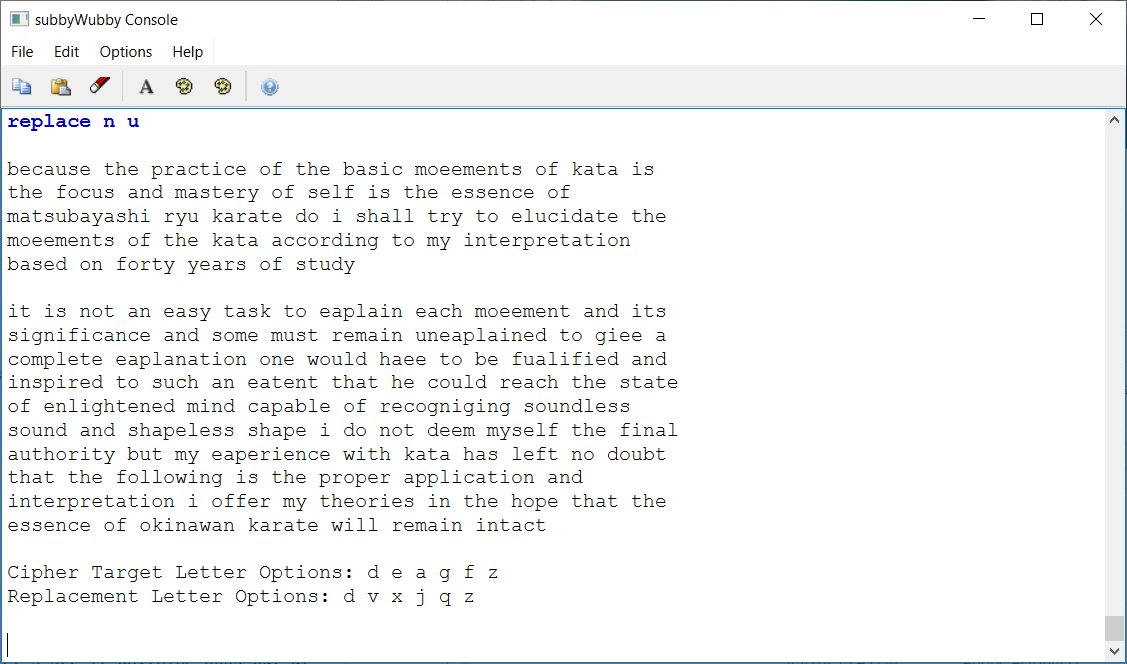 subbyWubby Console
File Edit Options Help
A
replace n u
because the practice of the basic moeements of kata is
the focus and mastery of self is the essence of
matsubayashi ryu karate do i shall try to elucidate the
moeements of the kata according to my interpretation
based on forty years of study
it is not an easy task to eaplain each moeement and its
significance and some must remain uneaplained to giee a
complete eaplanation one would haee to be fualified and
inspired to such an eatent that he could reach the state
of enlightened mind capable of recogniging soundless
sound and shapeless shape i do not deem myself the final
authority but my eaperience with kata has left no doubt
that the following is the proper application and
interpretation i offer my theories in the hope that the
essence of okinawan karate will remain intact
Cipher Target Letter Options: d e a g f z
Replacement Letter Options: d v x j q z